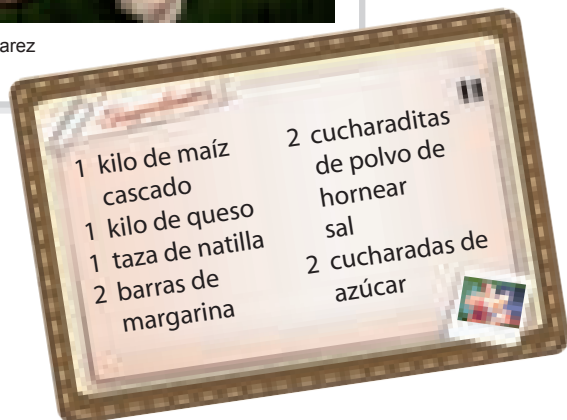 arez
1 kilo de maíz
cascado
1 kilo de queso
1 taza de natilla
2 barras de
margarina
2 cucharaditas
de polvo de
hornear
sal
2 cucharadas de
azúcar